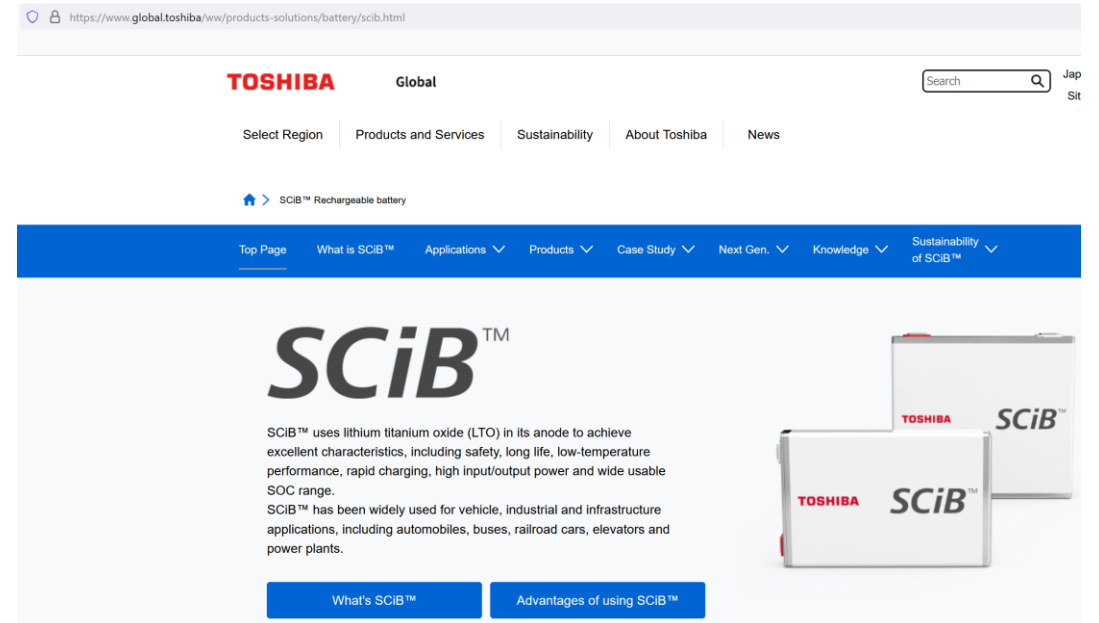 https://www.global.toshiba/ww/products-solutions/battery/scib.html
TOSHIBA
Global
Search
Jap
Sit
Select Region
Products and Services
Sustainability
About Toshiba
News
SCiB™ Rechargeable battery
Top Page
What is SCiB™
Applications
Products
Case Study
Next Gen.
Knowledge
Sustainability
of SCiB™
SCiB™
SCiB™ uses lithium titanium oxide (LTO) in its anode to achieve
excellent characteristics, including safety, long life, low-temperature
performance, rapid charging, high input/output power and wide usable
SOC range.
SCiB™ has been widely used for vehicle, industrial and infrastructure
applications, including automobiles, buses, railroad cars, elevators and
power plants.
TOSHIBA SCiB™
TOSHIBA SCiB™
What's SCiB™
Advantages of using SCiB™